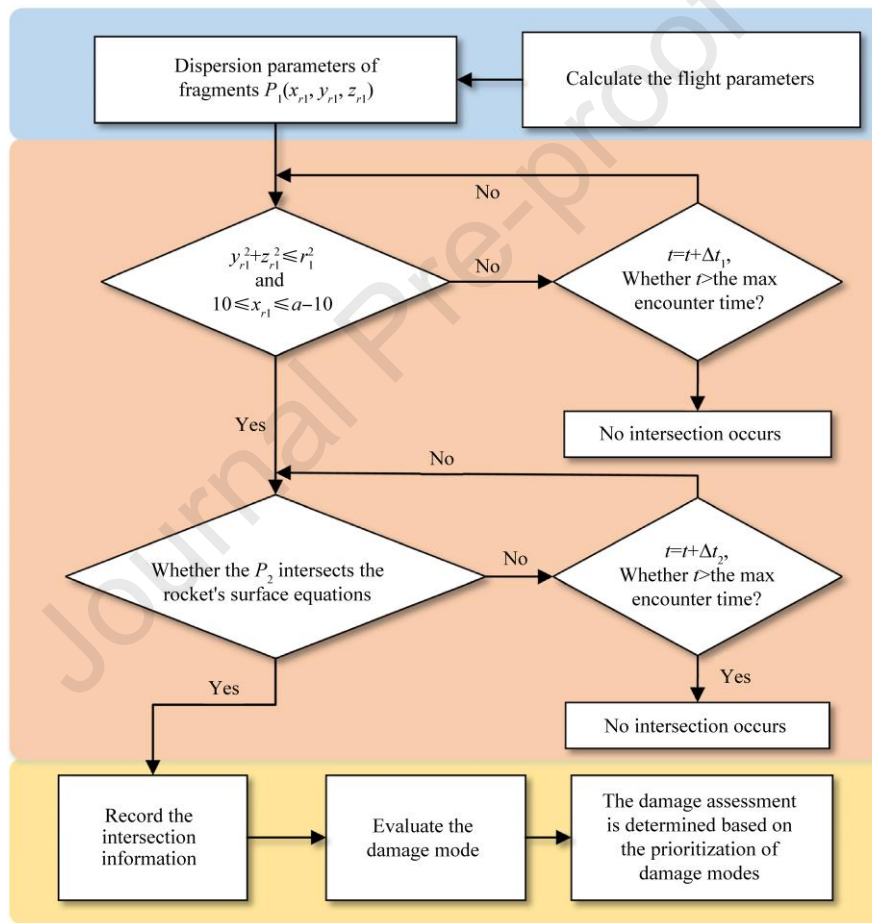 Dispersion parameters of
fragments P₁(xᵣ₁, yᵣ₁, zᵣ₁)
Calculate the flight parameters
No
yᵣ₁²+zᵣ₁²≤r₁²
and
10≤xᵣ₁≤a−10
No
t=t+Δt₁,
Whether t>the max
encounter time?
Yes
No intersection occurs
No
Whether the P₂ intersects the
rocket's surface equations
No
t=t+Δt₂,
Whether t>the max
encounter time?
Yes
Yes
No intersection occurs
Record the
intersection
information
Evaluate the
damage mode
The damage assessment
is determined based on
the prioritization of
damage modes
Journal Pre-proof